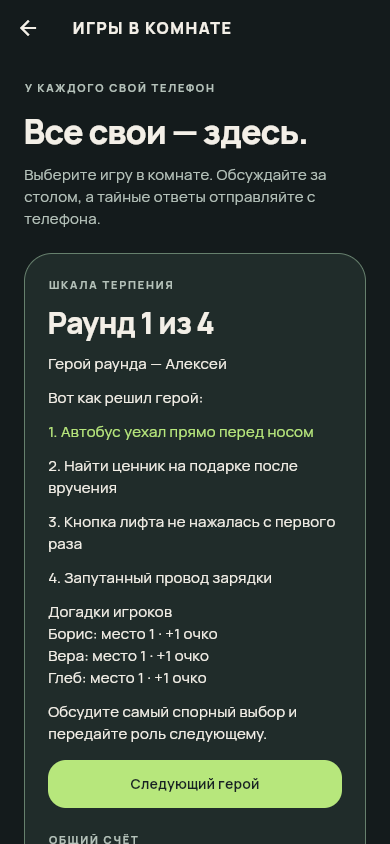 ИГРЫ В КОМНАТЕ
У КАЖДОГО СВОЙ ТЕЛЕФОН
Все свои — здесь.
Выберите игру в комнате. Обсуждайте за
столом, а тайные ответы отправляйте с
телефона.
ШКАЛА ТЕРПЕНИЯ
Раунд 1 из 4
Герой раунда — Алексей
Вот как решил герой:
1. Автобус уехал прямо перед носом
2. Найти ценник на подарке после
вручения
3. Кнопка лифта не нажалась с первого
раза
4. Запутанный провод зарядки
Догадки игроков
Борис: место 1 · +1 очко
Вера: место 1 · +1 очко
Глеб: место 1 · +1 очко
Обсудите самый спорный выбор и
передайте роль следующему.
Следующий герой
ОБЩИЙ СЧЁТ